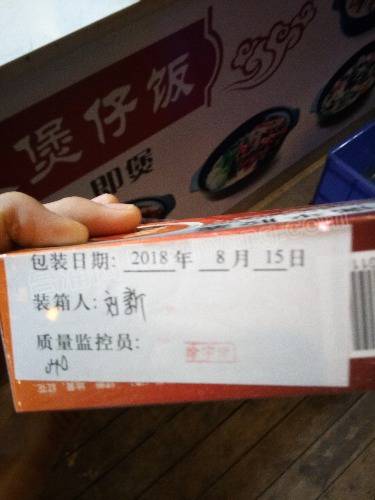 煲仔饭
即煲
包装日期: 2018年 8月 15日
装箱人: 刘新
质量监控员: